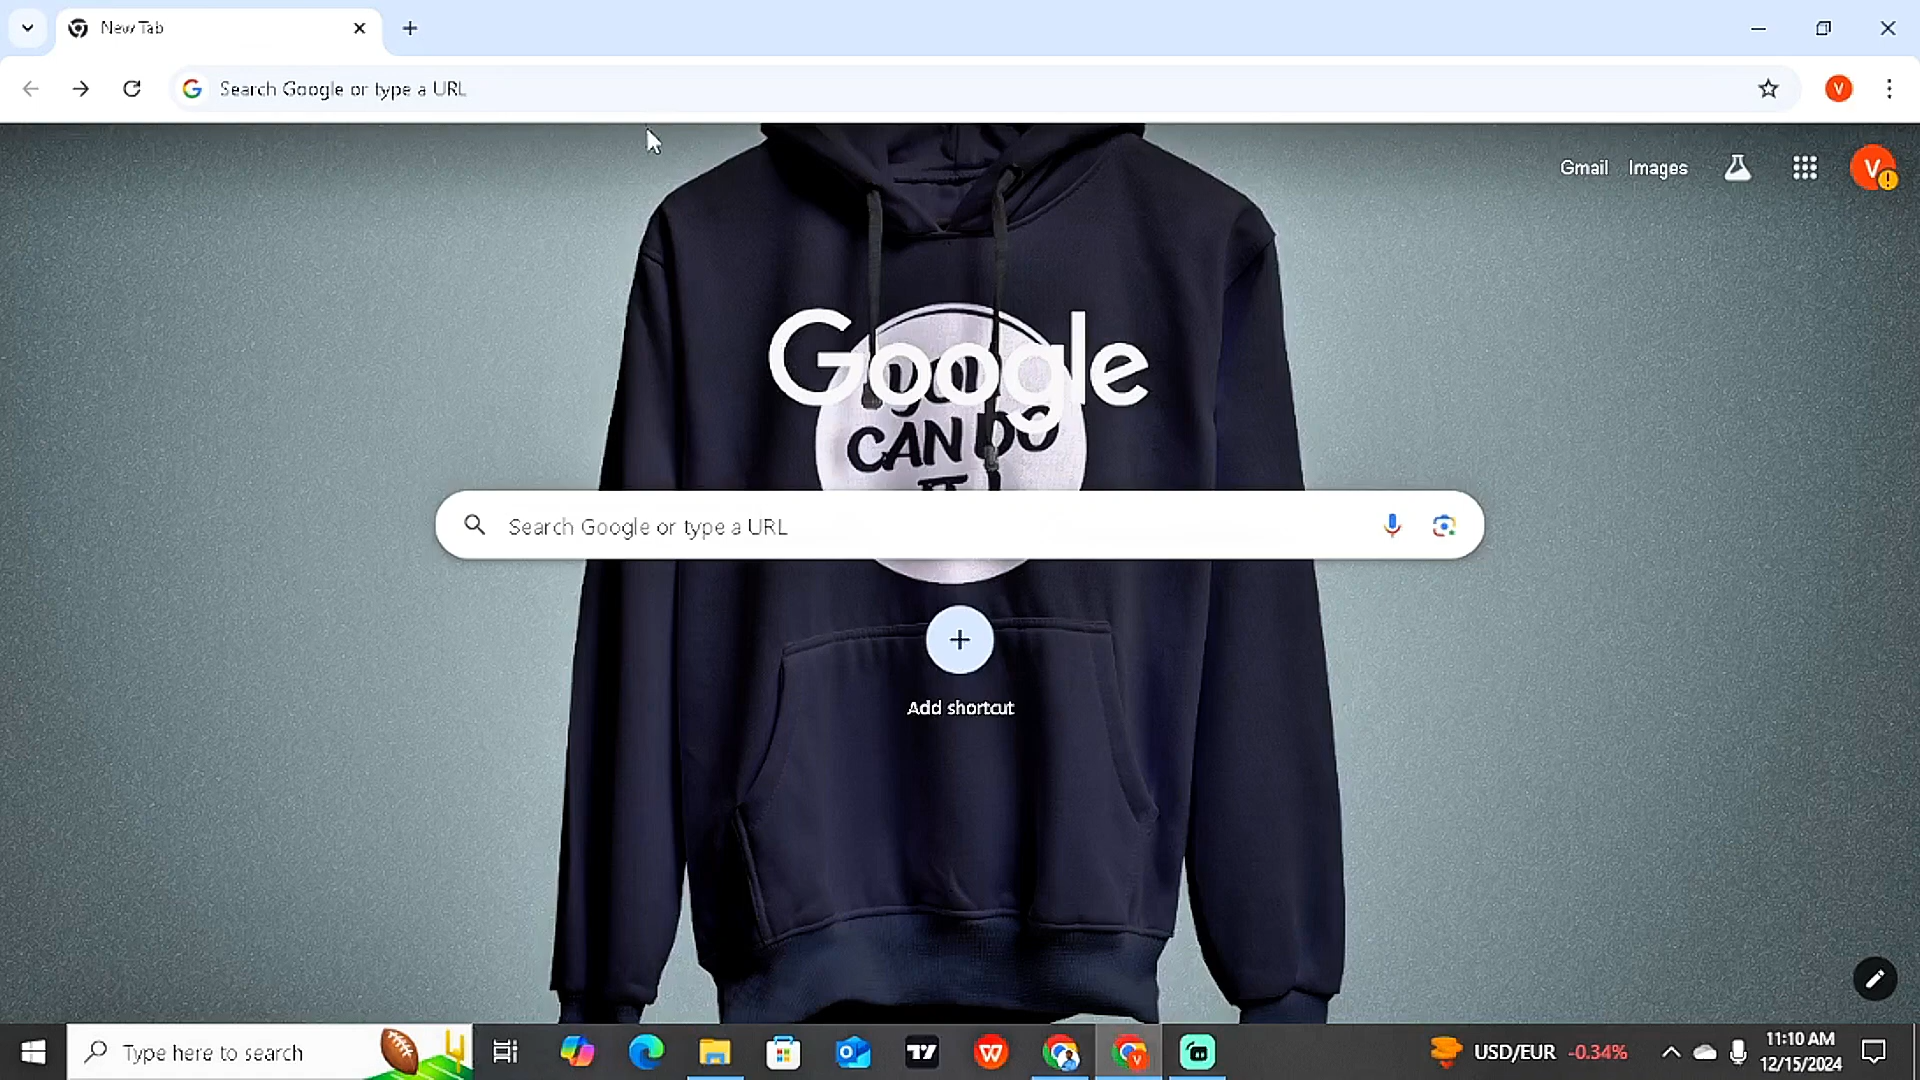 New Tab
Search Google or type a URL
V
Gmail Images
V
Google
CAN DO
Search Google or type a URL
Add shortcut
Type here to search
USD/EUR -0.34%
11:10 AM
12/15/2024